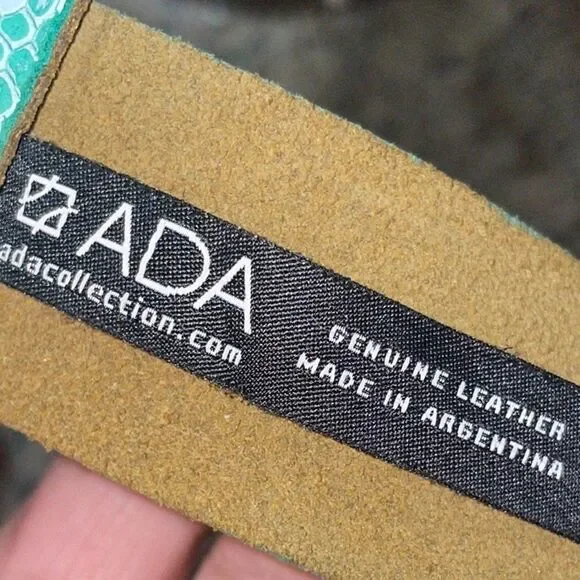 ADA
adacollection.com
GENUINE LEATHER
MADE IN ARGENTINA